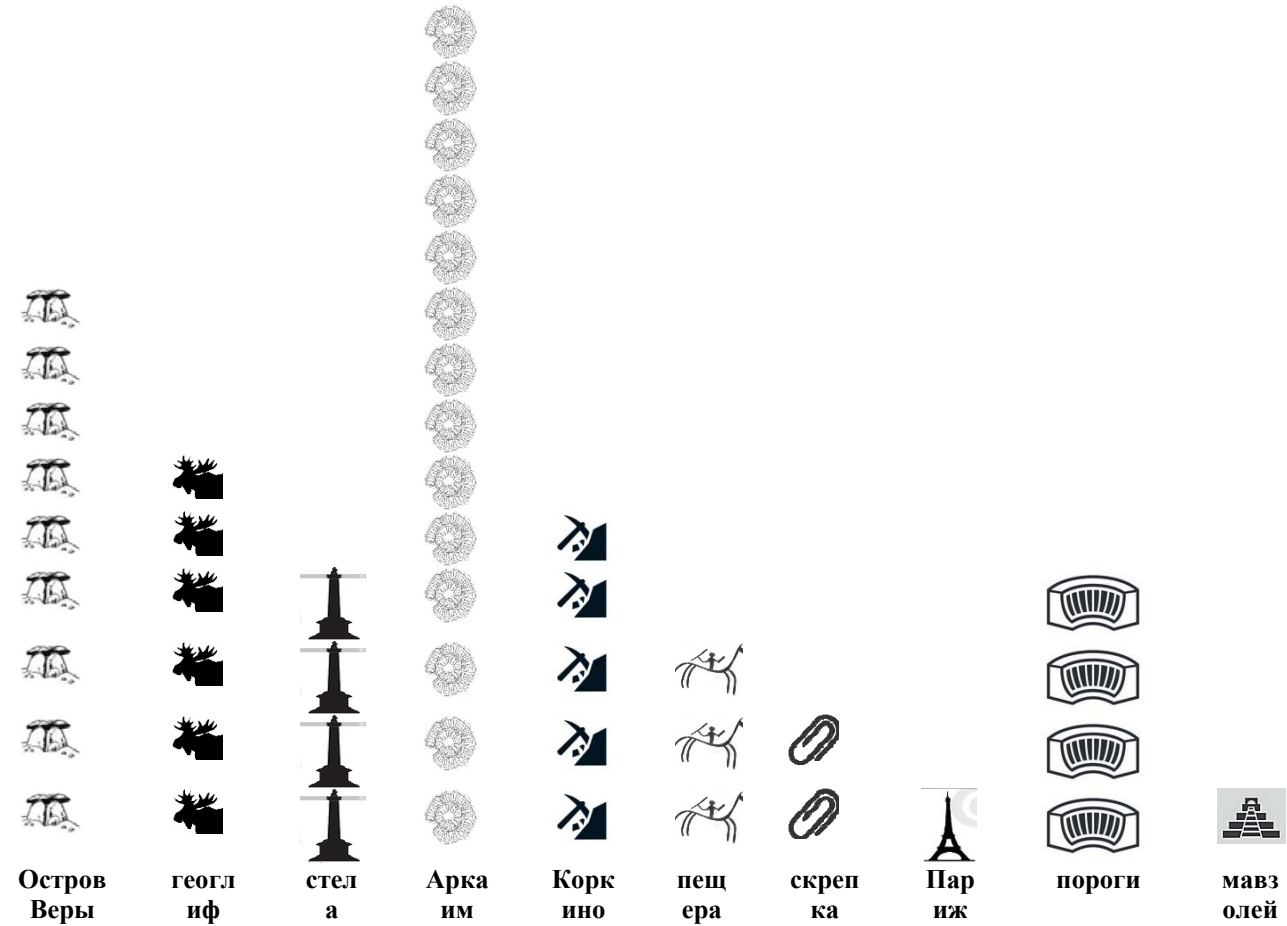 Остров геогл стел Арка Корк пещ скреп Пар пороги мавз
Веры иф а им ино ера ка иж олей